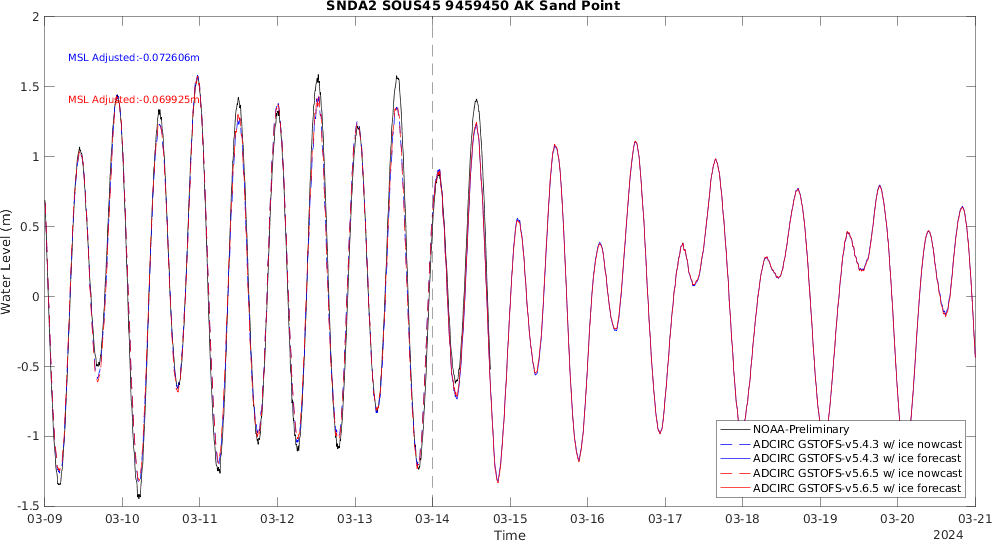 SNDA2 SOUS45 9459450 AK Sand Point
MSL Adjusted:-0.072606m
MSL Adjusted:-0.069925m
Water Level (m)
2
1.5
1
0.5
0
-0.5
-1
-1.5
03-09 03-10 03-11 03-12 03-13 03-14 03-15 03-16 03-17 03-18 03-19 03-20 03-21
Time
2024
NOAA-Preliminary
ADCIRC GSTOFS-v5.4.3 w/ ice nowcast
ADCIRC GSTOFS-v5.4.3 w/ ice forecast
ADCIRC GSTOFS-v5.6.5 w/ ice nowcast
ADCIRC GSTOFS-v5.6.5 w/ ice forecast